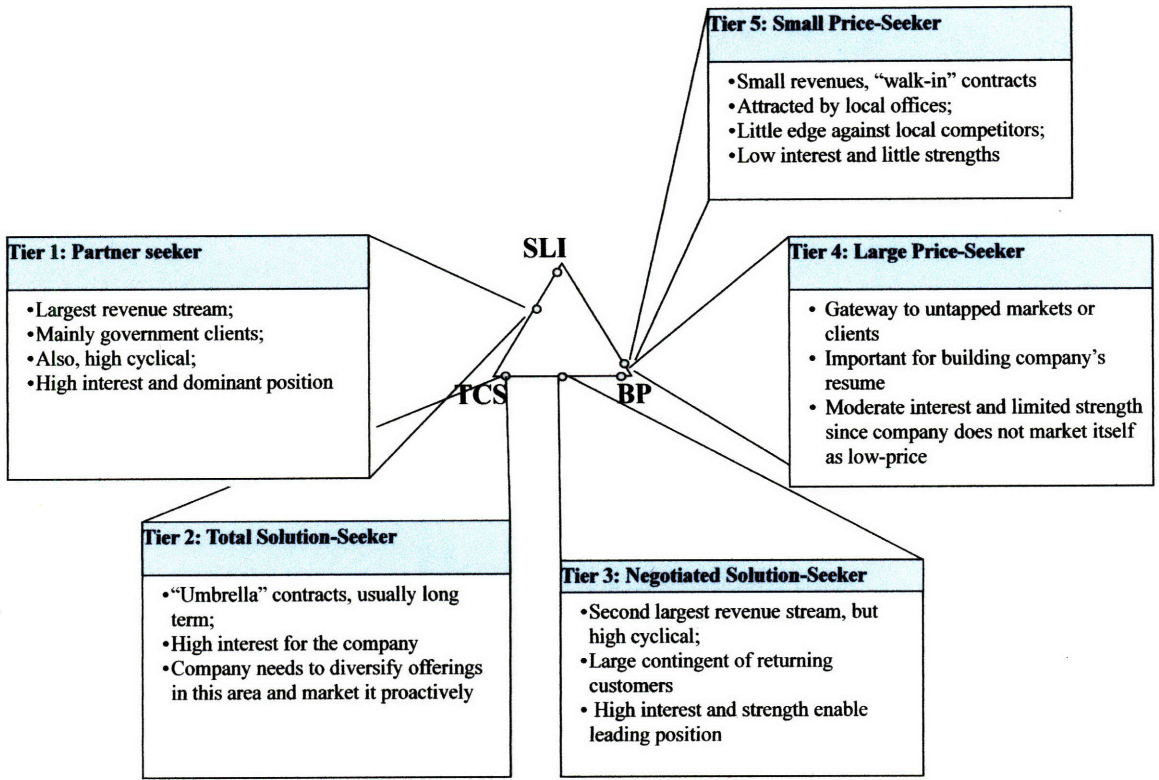 Tier 5: Small Price-Seeker
•Small revenues, “walk-in” contracts
•Attracted by local offices;
•Little edge against local competitors;
•Low interest and little strengths
Tier 1: Partner seeker
•Largest revenue stream;
•Mainly government clients;
•Also, high cyclical;
•High interest and dominant position
SLI
TCS
BP
Tier 4: Large Price-Seeker
• Gateway to untapped markets or
clients
• Important for building company’s
resume
• Moderate interest and limited strength
since company does not market itself
as low-price
Tier 2: Total Solution-Seeker
•“Umbrella” contracts, usually long
term;
•High interest for the company
•Company needs to diversify offerings
in this area and market it proactively
Tier 3: Negotiated Solution-Seeker
•Second largest revenue stream, but
high cyclical;
•Large contingent of returning
customers
• High interest and strength enable
leading position